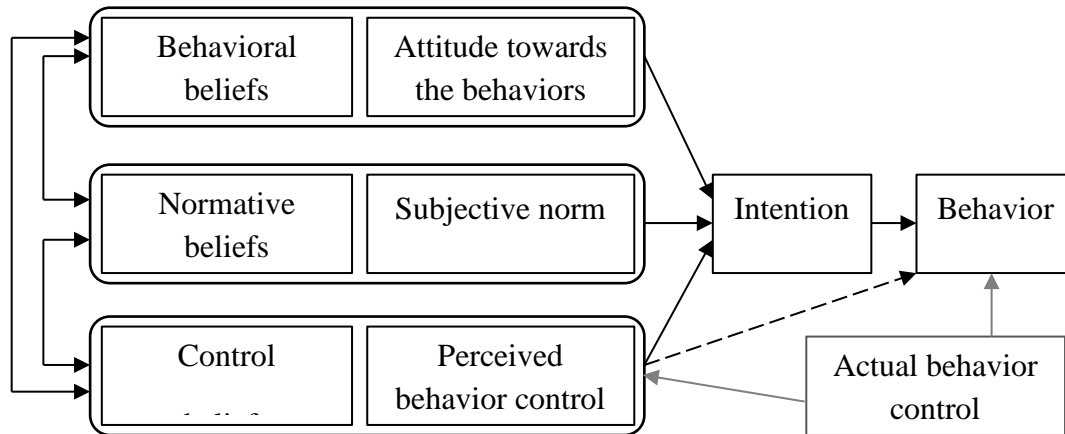 Behavioral
beliefs
Attitude towards
the behaviors
Normative
beliefs
Subjective norm
Intention
Behavior
Control
Perceived
behavior control
Actual behavior
control